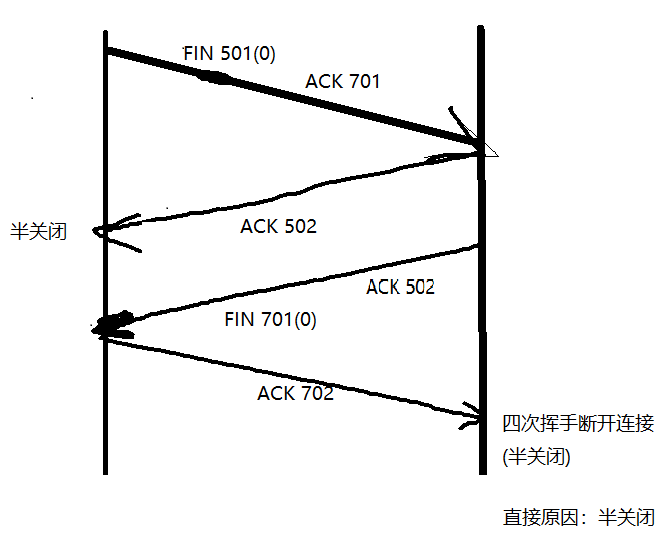 FIN 501(0)
ACK 701
半关闭
ACK 502
ACK 502
FIN 701(0)
ACK 702
四次挥手断开连接
(半关闭)
直接原因：半关闭